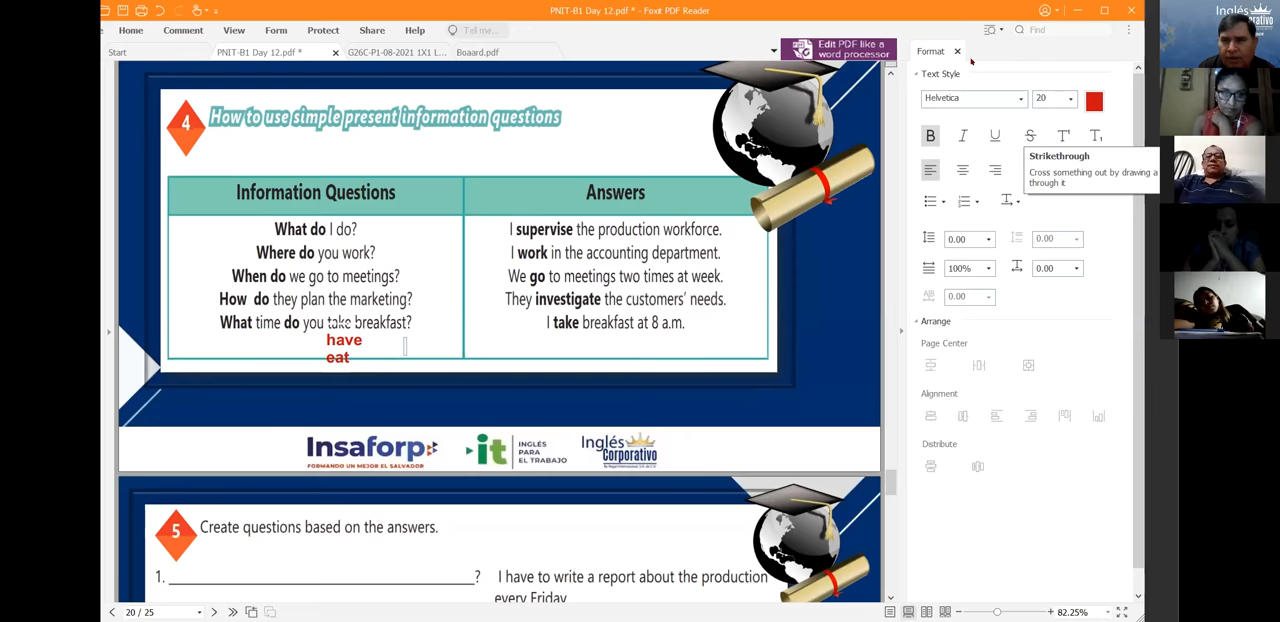 PNIT-B1 Day 12.pdf * - Foxit PDF Reader
Home Comment View Form Protect Share Help Tell me...
Find
Start PNIT-B1 Day 12.pdf * G26C-P1-08-2021 1X1 L... Boaard.pdf
Edit PDF like a
word processor
Format
Text Style
Helvetica 20
Strikethrough
Cross something out by drawing a
through it
0.00 0.00
100% 0.00
0.00
Arrange
Page Center
Alignment
Distribute
4 How to use simple present information questions
Information Questions Answers
What do I do? I supervise the production workforce.
Where do you work? I work in the accounting department.
When do we go to meetings? We go to meetings two times at week.
How do they plan the marketing? They investigate the customers' needs.
What time do you take breakfast? I take breakfast at 8 a.m.
have
eat
Insaforp
FORMANDO UN MEJOR EL SALVADOR
it
INGLÉS
PARA
EL TRABAJO
Inglés
Corporativo
5 Create questions based on the answers.
1. ? I have to write a report about the production
every Friday
20 / 25
82.25%
Inglés